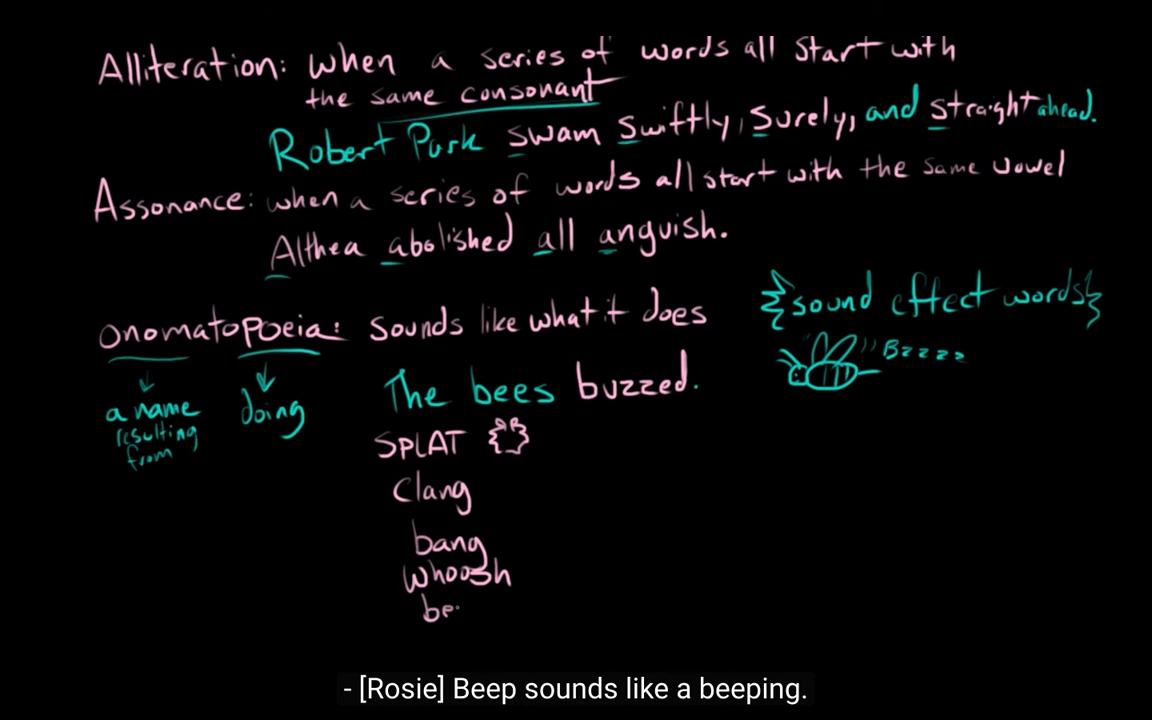 Alliteration: when a series of words all start with
the same consonant
Robert Park swam swiftly, surely, and straight ahead.
Assonance: when a series of words all start with the same vowel
Althea abolished all anguish.
onomatopoeia: sounds like what it does
sound effect words
Bzzzz
The bees buzzed.
a name
resulting
from
doing
SPLAT
Clang
bang
whoosh
be
- [Rosie] Beep sounds like a beeping.